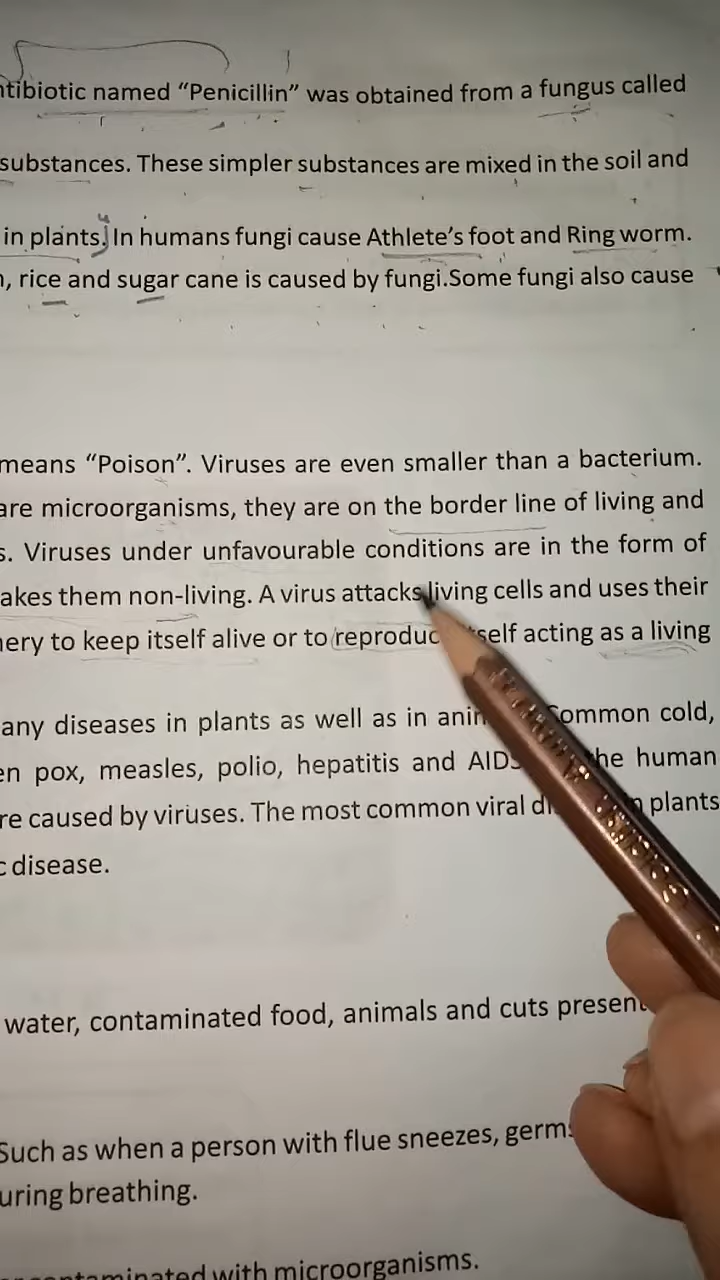 tibiotic named “Penicillin” was obtained from a fungus called
substances. These simpler substances are mixed in the soil and
in plants. In humans fungi cause Athlete's foot and Ring worm.
, rice and sugar cane is caused by fungi.Some fungi also cause
means “Poison”. Viruses are even smaller than a bacterium.
are microorganisms, they are on the border line of living and
s. Viruses under unfavourable conditions are in the form of
akes them non-living. A virus attacks living cells and uses their
ery to keep itself alive or to reproduc self acting as a living
any diseases in plants as well as in ani Common cold,
en pox, measles, polio, hepatitis and AIDS he human
re caused by viruses. The most common viral di n plants
c disease.
water, contaminated food, animals and cuts present
Such as when a person with flue sneezes, germs
uring breathing.
contaminated with microorganisms.